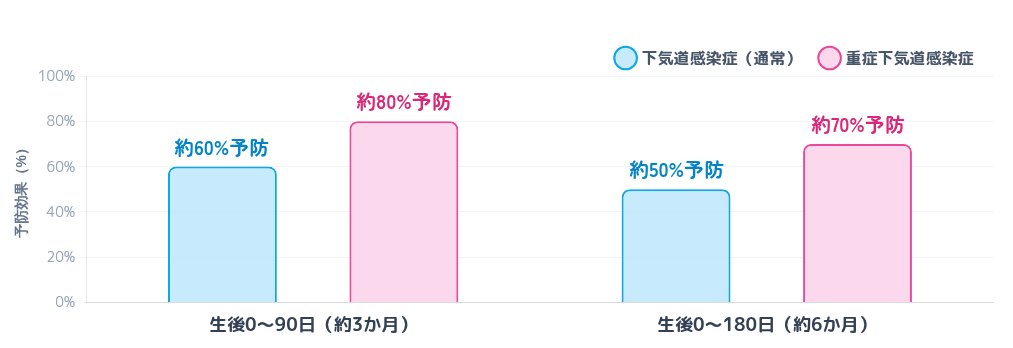 下気道感染症（通常）
重症下気道感染症
予防効果（%）
100%
80%
60%
40%
20%
0%
約60%予防
約80%予防
約50%予防
約70%予防
生後0〜90日（約3か月）
生後0〜180日（約6か月）